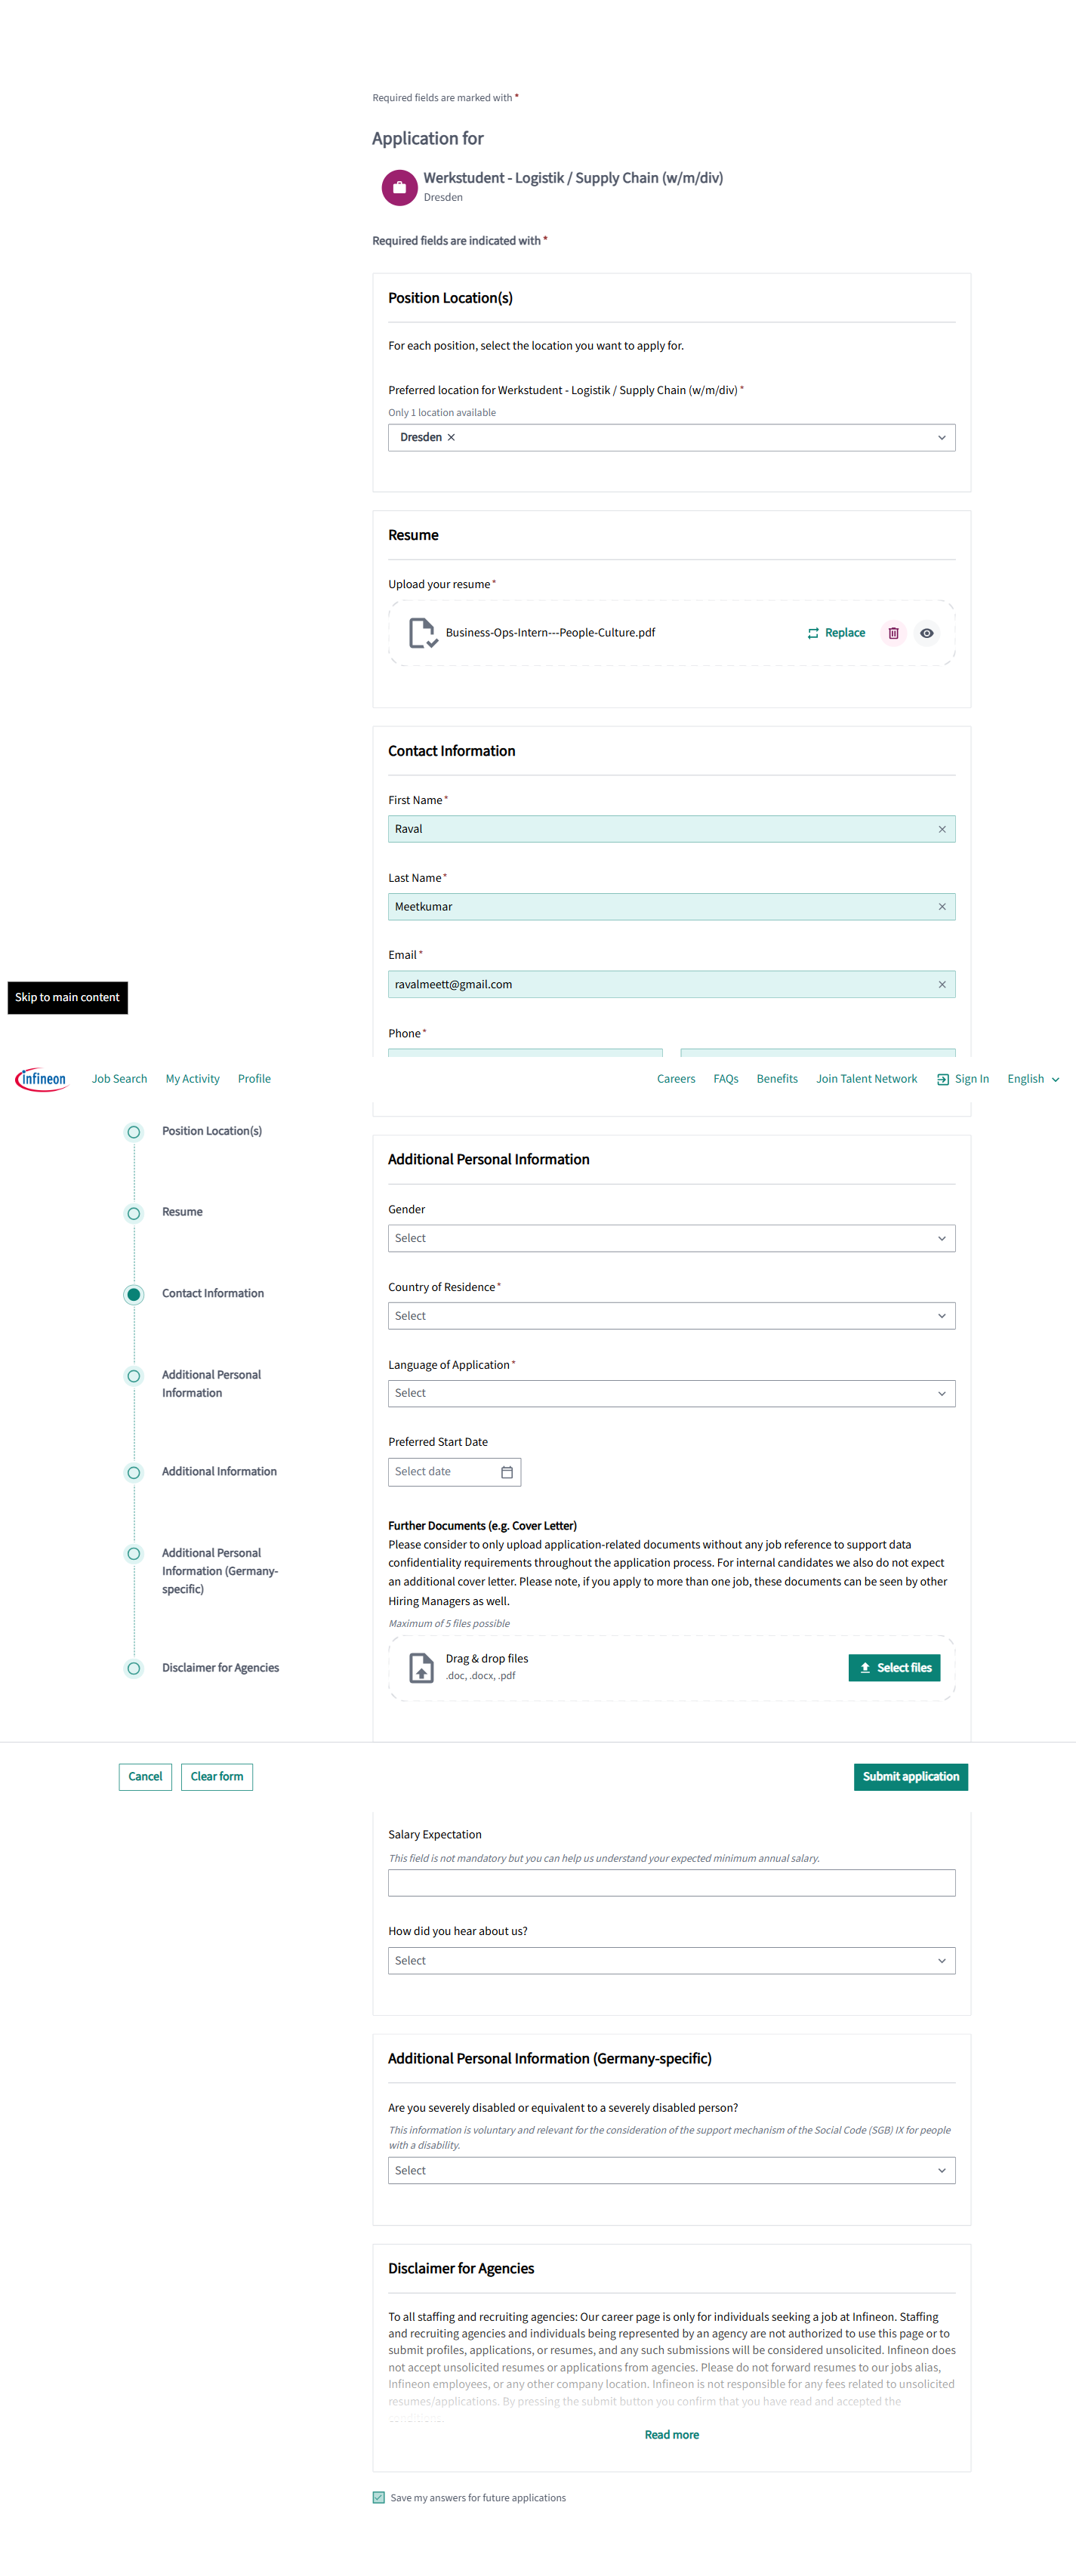 Required fields are marked with *
Application for
Werkstudent - Logistik / Supply Chain (w/m/div)
Dresden
Required fields are indicated with *
Position Location(s)
For each position, select the location you want to apply for.
Preferred location for Werkstudent - Logistik / Supply Chain (w/m/div) *
Only 1 location available
Dresden
Resume
Upload your resume *
Business-Ops-Intern---People-Culture.pdf
Replace
Contact Information
First Name *
Raval
Last Name *
Meetkumar
Email *
ravalmeett@gmail.com
Skip to main content
Phone *
infineon
Job Search
My Activity
Profile
Careers
FAQs
Benefits
Join Talent Network
Sign In
English
Position Location(s)
Resume
Contact Information
Additional Personal
Information
Additional Information
Additional Personal
Information (Germany-
specific)
Disclaimer for Agencies
Additional Personal Information
Gender
Select
Country of Residence *
Select
Language of Application *
Select
Preferred Start Date
Select date
Further Documents (e.g. Cover Letter)
Please consider to only upload application-related documents without any job reference to support data
confidentiality requirements throughout the application process. For internal candidates we also do not expect
an additional cover letter. Please note, if you apply to more than one job, these documents can be seen by other
Hiring Managers as well.
Maximum of 5 files possible
Drag & drop files
.doc, .docx, .pdf
Select files
Cancel
Clear form
Submit application
Salary Expectation
This field is not mandatory but you can help us understand your expected minimum annual salary.
How did you hear about us?
Select
Additional Personal Information (Germany-specific)
Are you severely disabled or equivalent to a severely disabled person?
This information is voluntary and relevant for the consideration of the support mechanism of the Social Code (SGB) IX for people
with a disability.
Select
Disclaimer for Agencies
To all staffing and recruiting agencies: Our career page is only for individuals seeking a job at Infineon. Staffing
and recruiting agencies and individuals being represented by an agency are not authorized to use this page or to
submit profiles, applications, or resumes, and any such submissions will be considered unsolicited. Infineon does
not accept unsolicited resumes or applications from agencies. Please do not forward resumes to our jobs alias,
Infineon employees, or any other company location. Infineon is not responsible for any fees related to unsolicited
resumes/applications. By pressing the submit button you confirm that you have read and accepted the
Read more
Save my answers for future applications